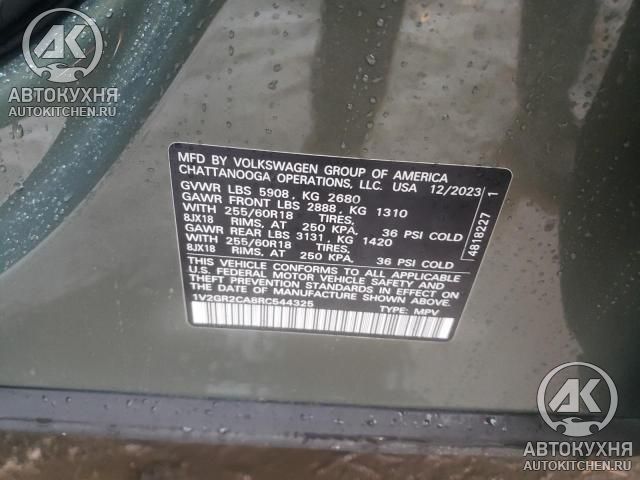 AK
АВТОКУХНЯ
AUTOKITCHEN.RU
MFD BY VOLKSWAGEN GROUP OF AMERICA
CHATTANOOGA OPERATIONS, LLC. USA 12/2023
GVWR LBS 5908, KG 2680
GAWR FRONT LBS 2888, KG 1310
WITH 255/60R18 TIRES,
8JX18 RIMS, AT 250 KPA, 36 PSI COLD
GAWR REAR LBS 3131, KG 1420
WITH 255/60R18 TIRES,
8JX18 RIMS, AT 250 KPA, 36 PSI COLD
THIS VEHICLE CONFORMS TO ALL APPLICABLE
U.S. FEDERAL MOTOR VEHICLE SAFETY AND
THEFT PREVENTION STANDARDS IN EFFECT ON
THE DATE OF MANUFACTURE SHOWN ABOVE.
1V2GR2CA8RC544325 TYPE: MPV
4818227 1
AK
АВТОКУХНЯ
AUTOKITCHEN.RU